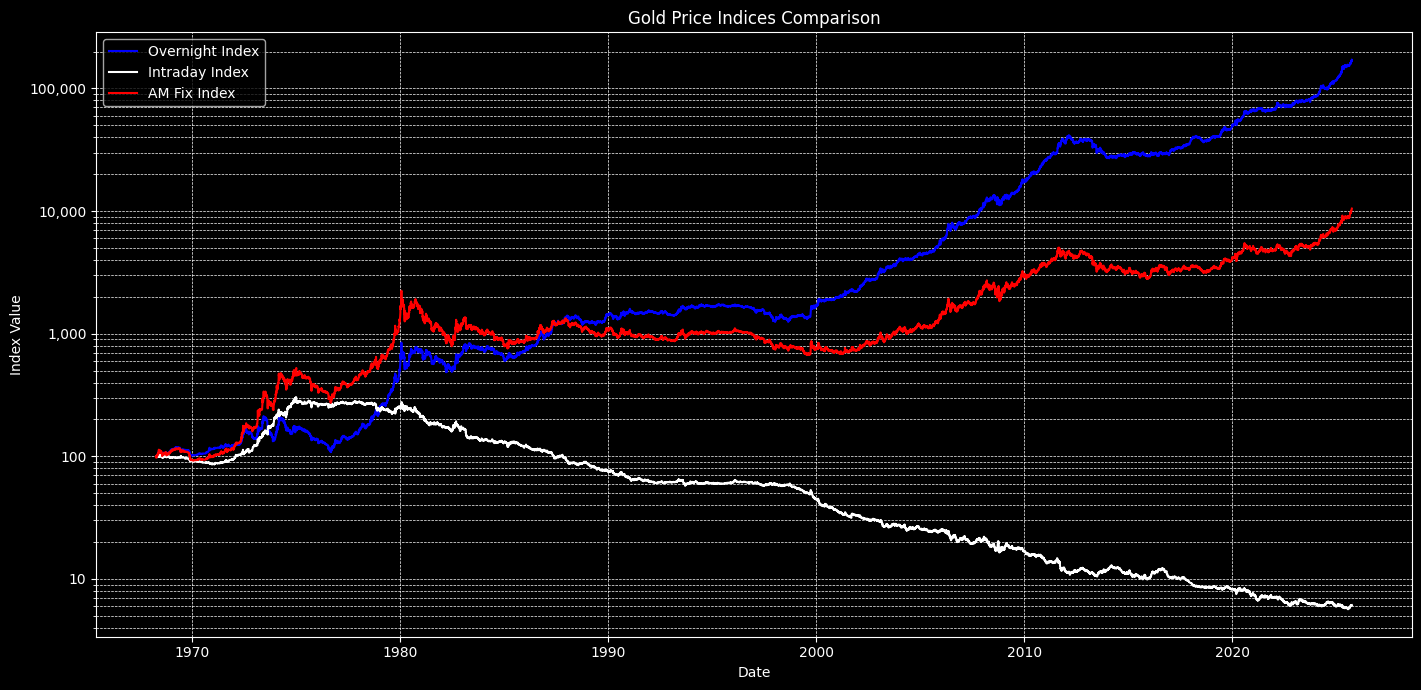 Gold Price Indices Comparison
Overnight Index
Intraday Index
AM Fix Index
Index Value
100,000
10,000
1,000
100
10
1970
1980
1990
2000
2010
2020
Date